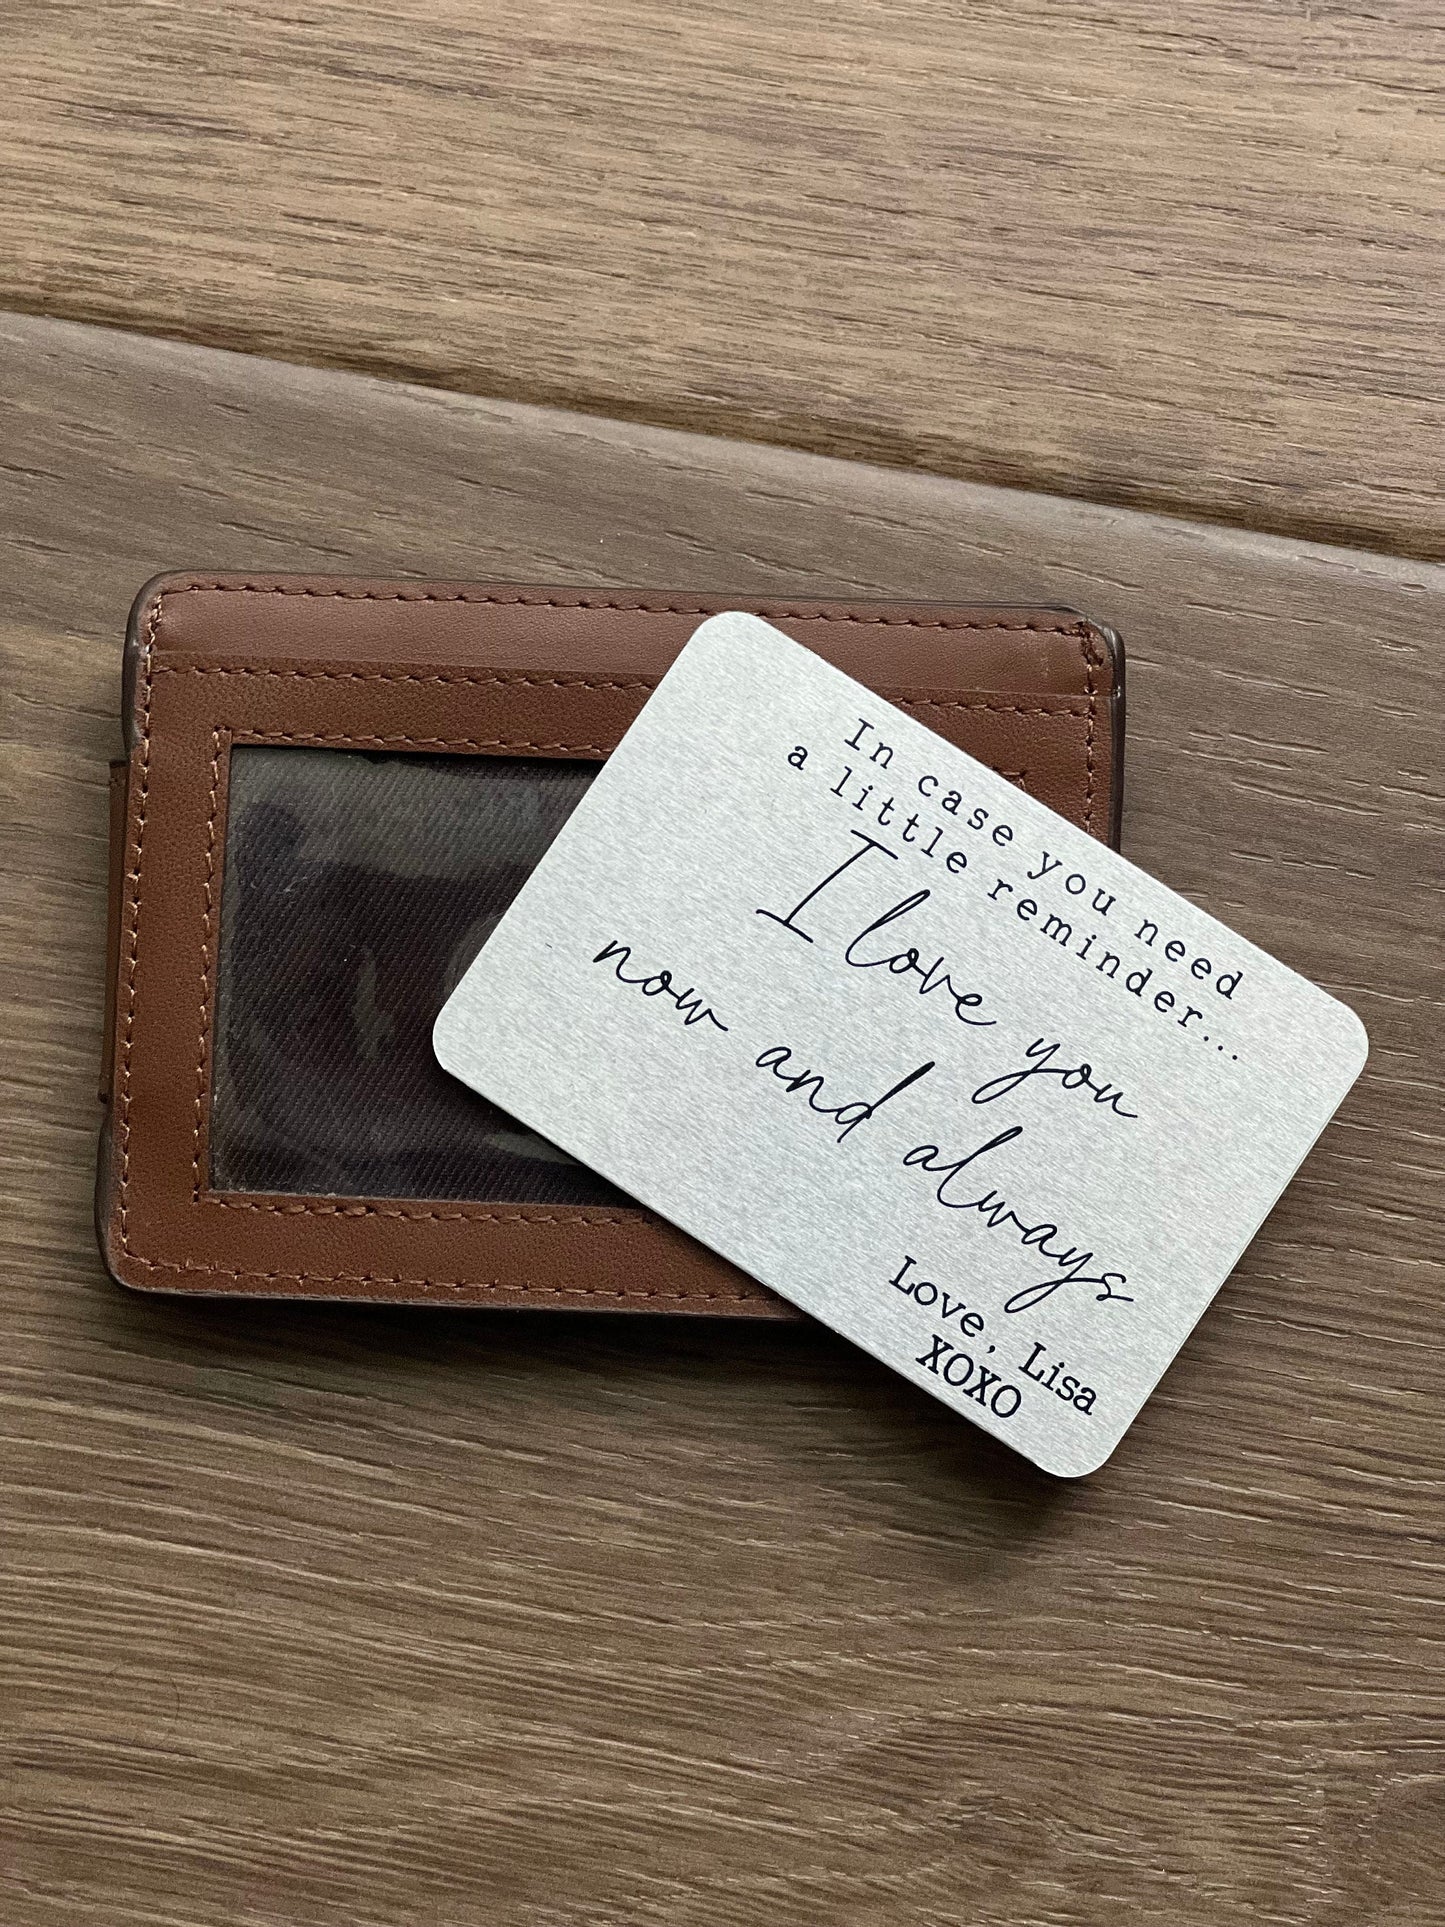 In case you need
a little reminder...
I love you
now and always
Love, Lisa
XOXO